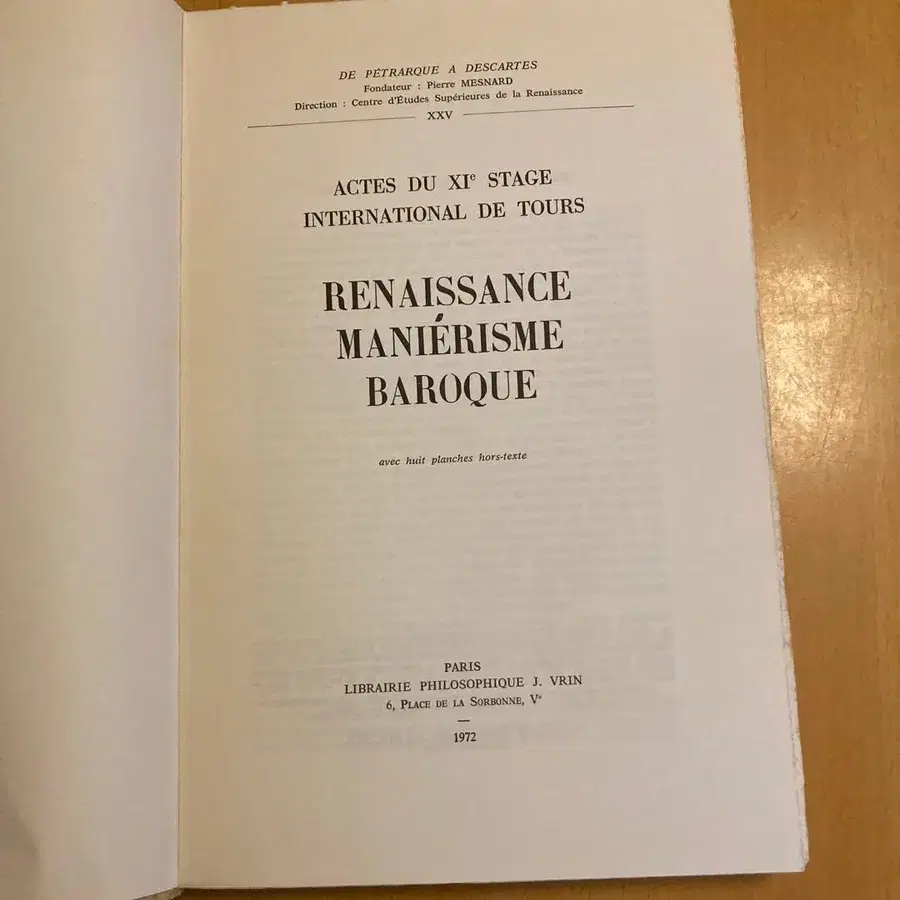 DE PÉTRARQUE A DESCARTES
Fondateur : Pierre MESNARD
Direction : Centre d'Études Supérieures de la Renaissance
XXV
ACTES DU XIe STAGE
INTERNATIONAL DE TOURS
RENAISSANCE
MANIÉRISME
BAROQUE
avec huit planches hors-texte
PARIS
LIBRAIRIE PHILOSOPHIQUE J. VRIN
6, PLACE DE LA SORBONNE, Ve
1972